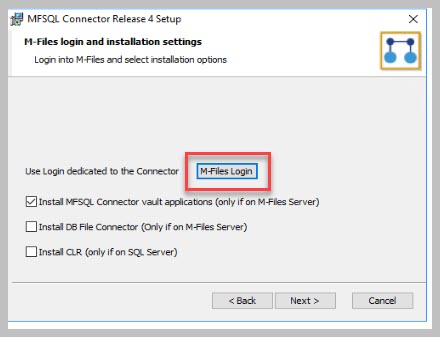 MFSQL Connector Release 4 Setup
M-Files login and installation settings
Login into M-Files and select installation options
Use Login dedicated to the Connector M-Files Login
Install MFSQL Connector vault applications (only if on M-Files Server)
Install DB File Connector (Only if on M-Files Server)
Install CLR (only if on SQL Server)
< Back Next > Cancel